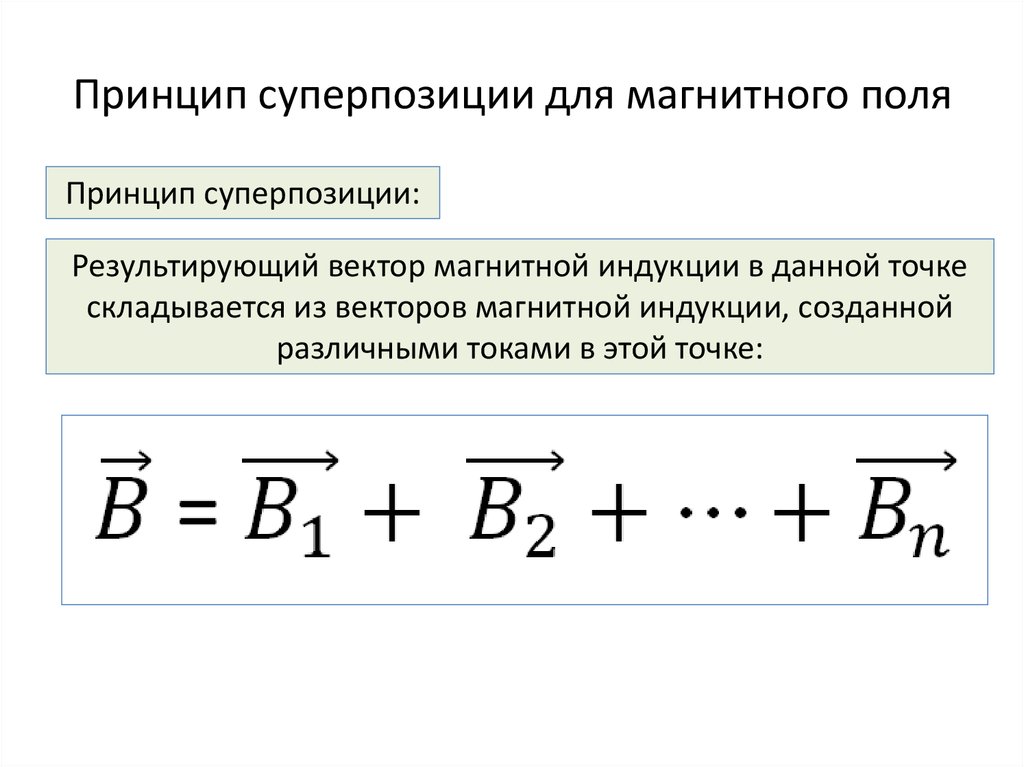 Принцип суперпозиции для магнитного поля
Принцип суперпозиции:
Результирующий вектор магнитной индукции в данной точке
складывается из векторов магнитной индукции, созданной
различными токами в этой точке:
$\overrightarrow{B} = \overrightarrow{B_1} + \overrightarrow{B_2} + \cdots + \overrightarrow{B_n}$